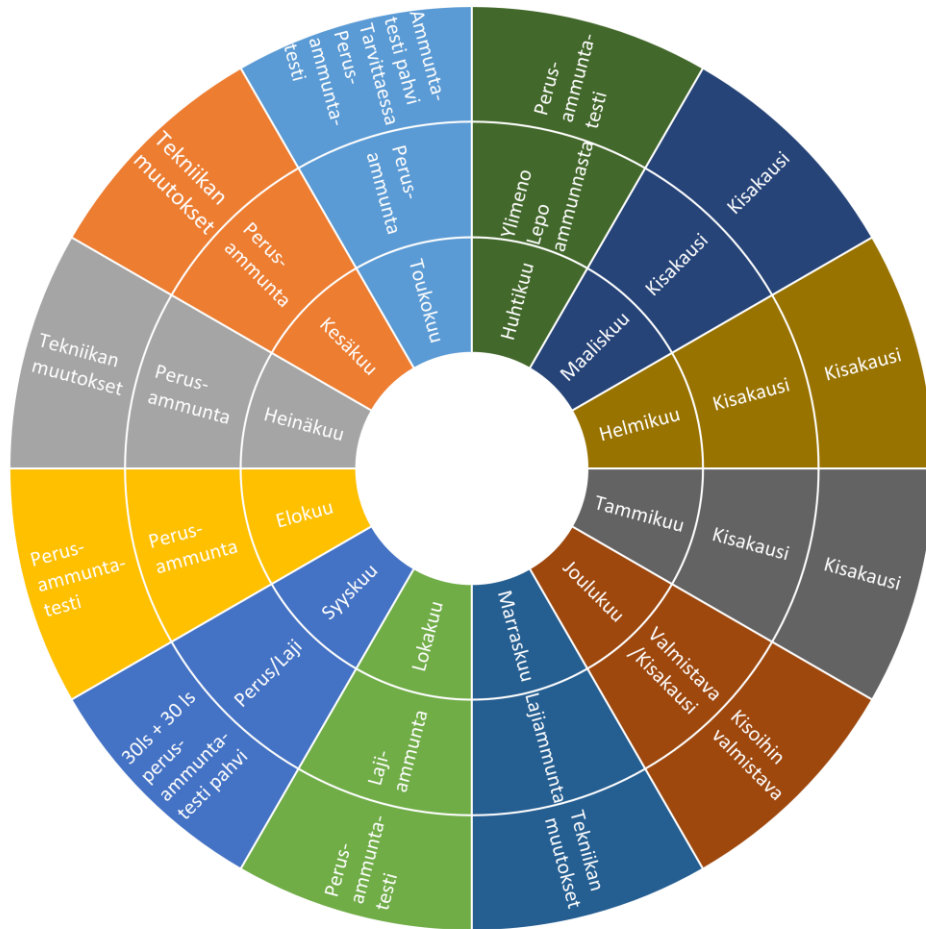 Huhtikuu
Ylimeno
Lepo
ammunnasta
Perus-
ammunta-
testi
Maaliskuu
Kisakausi
Kisakausi
Helmikuu
Kisakausi
Kisakausi
Tammikuu
Kisakausi
Kisakausi
Joulukuu
Valmistava
/Kisakausi
Kisoihin
valmistava
Marraskuu
Lajiammunta
Tekniikan
muutokset
Lokakuu
Laji-
ammunta
Perus-
ammunta-
testi
Syyskuu
Perus/Laji
30ls + 30 ls
perus-
ammunta-
testi pahvi
Elokuu
Perus-
ammunta
Perus-
ammunta-
testi
Heinäkuu
Perus-
ammunta
Tekniikan
muutokset
Kesäkuu
Perus-
ammunta
Tekniikan
muutokset
Toukokuu
Perus-
ammunta
Ammunta-
testi pahvi
Tarvittaessa
Perus-
ammunta-
testi